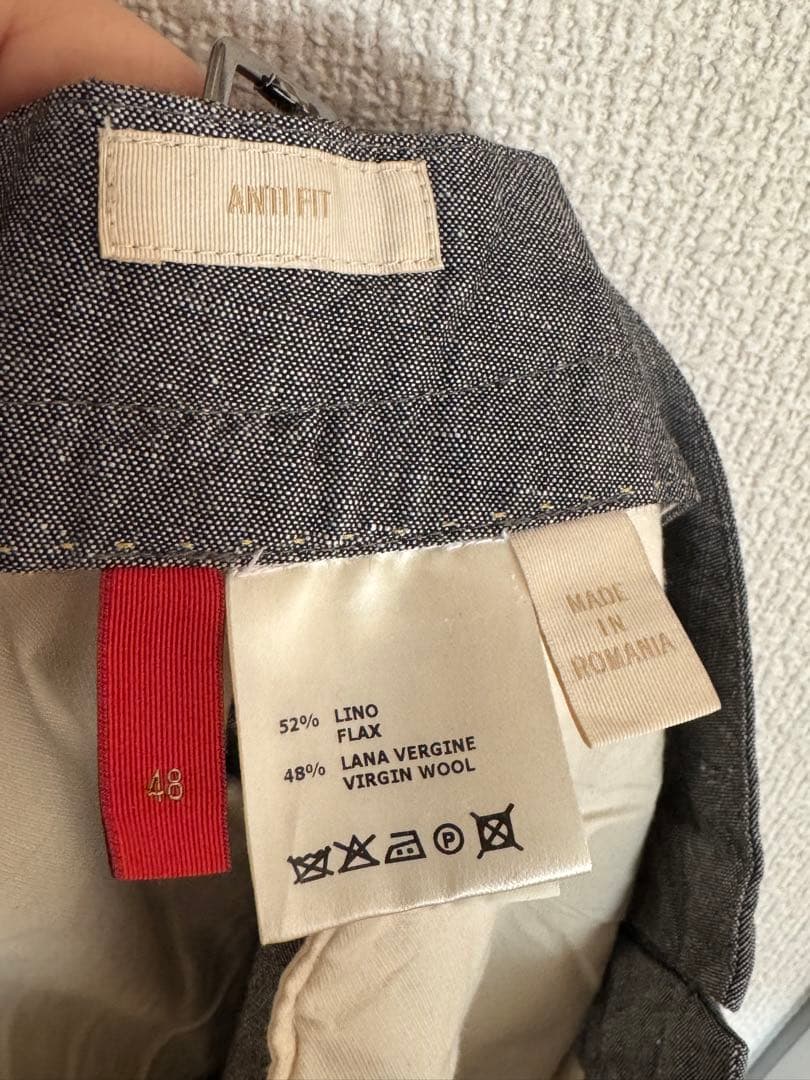 ANTI FIT
MADE
IN
ROMANIA
52% LINO
FLAX
48% LANA VERGINE
VIRGIN WOOL
48
P